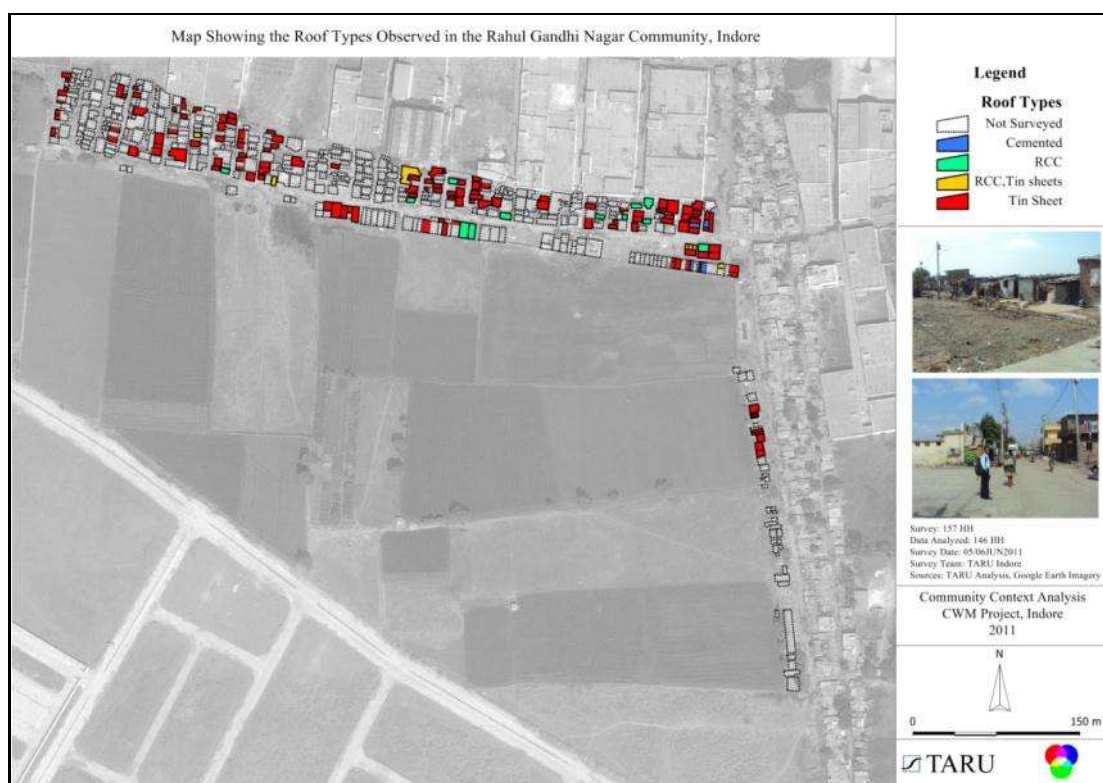 Map Showing the Roof Types Observed in the Rahul Gandhi Nagar Community, Indore
Legend
Roof Types
Not Surveyed
Cemented
RCC
RCC,Tin sheets
Tin Sheet
Survey: 157 HH
Data Analyzed: 146 HH
Survey Date: 05/06JUN2011
Survey Team: TARU Indore
Sources: TARU Analysis, Google Earth Imagery
Community Context Analysis
CWM Project, Indore
2011
N
0 150 m
TARU